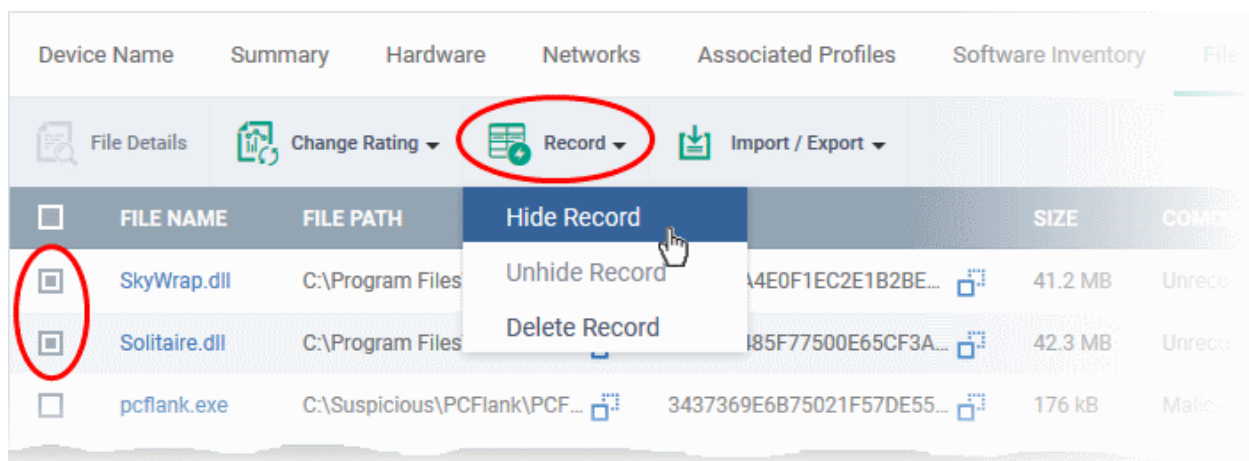 Device Name Summary Hardware Networks Associated Profiles Software Inventory File
File Details Change Rating Record Import / Export
FILE NAME FILE PATH SIZE
Hide Record
Unhide Record
Delete Record
SkyWrap.dll C:\Program Files\ A4E0F1EC2E1B2BE... 41.2 MB
Solitaire.dll C:\Program Files\ 485F77500E65CF3A... 42.3 MB
pcflank.exe C:\Suspicious\PCFlank\PCF... 3437369E6B75021F57DE55... 176 kB